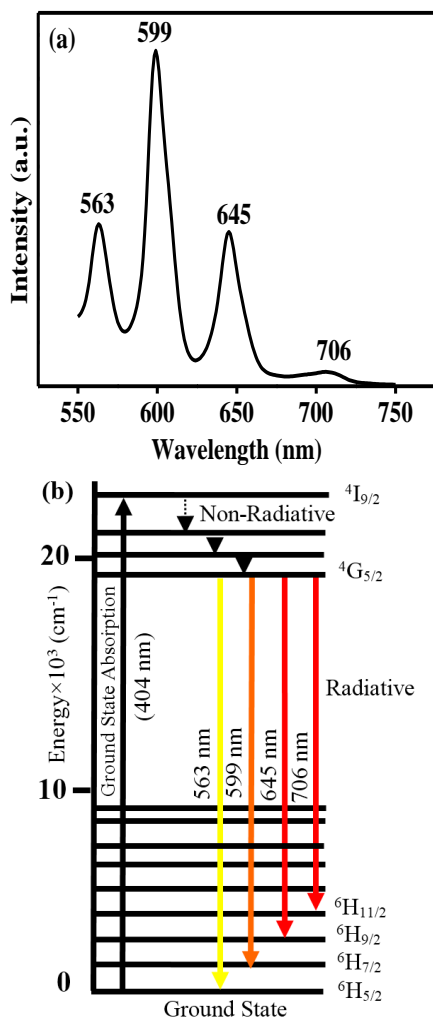 (a)
599
563
645
706
Intensity (a.u.)
550 600 650 700 750
Wavelength (nm)
(b)
⁴I₉/₂
Non-Radiative
20
⁴G₅/₂
Energy×10³ (cm⁻¹)
Ground State Absoription
(404 nm)
Radiative
563 nm
599 nm
645 nm
706 nm
10
⁶H₁₁/₂
⁶H₉/₂
⁶H₇/₂
0
⁶H₅/₂
Ground State